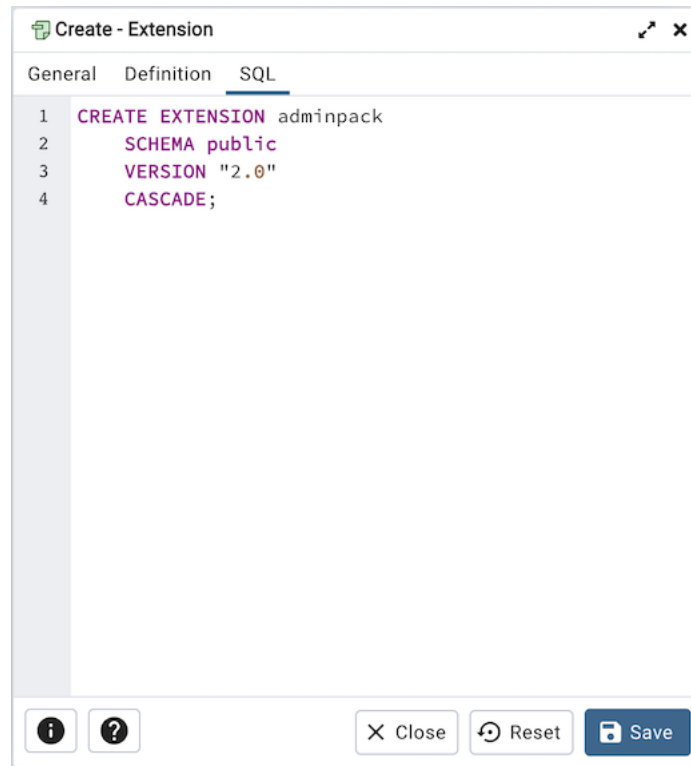 Create - Extension
General Definition SQL
1 CREATE EXTENSION adminpack
2 SCHEMA public
3 VERSION "2.0"
4 CASCADE;
Close Reset Save